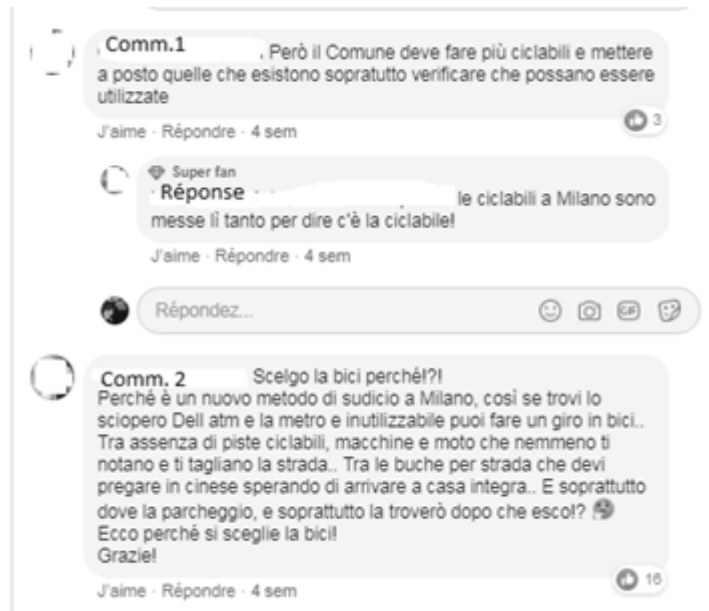 Comm.1 , Però il Comune deve fare più ciclabili e mettere
a posto quelle che esistono sopratutto verificare che possano essere
utilizzate
3
J'aime · Répondre · 4 sem
Super fan
Réponse le ciclabili a Milano sono
messe lì tanto per dire c'è la ciclabile!
J'aime · Répondre · 4 sem
Répondez...
GIF
Comm. 2 Scelgo la bici perché!?!
Perché è un nuovo metodo di sudicio a Milano, così se trovi lo
sciopero Dell atm e la metro e inutilizzabile puoi fare un giro in bici..
Tra assenza di piste ciclabili, macchine e moto che nemmeno ti
notano e ti tagliano la strada.. Tra le buche per strada che devi
pregare in cinese sperando di arrivare a casa integra.. E soprattutto
dove la parcheggio, e soprattutto la troverò dopo che esco!?
Ecco perché si sceglie la bici!
Grazie!
16
J'aime · Répondre · 4 sem